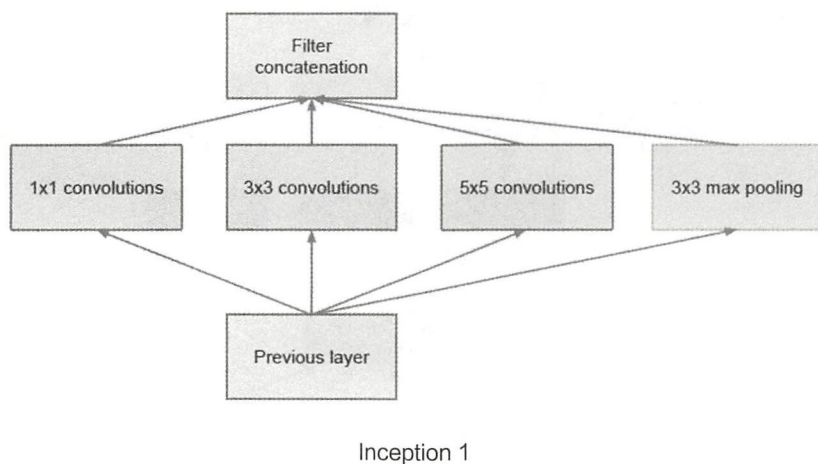 Filter
concatenation
1x1 convolutions
3x3 convolutions
5x5 convolutions
3x3 max pooling
Previous layer
Inception 1